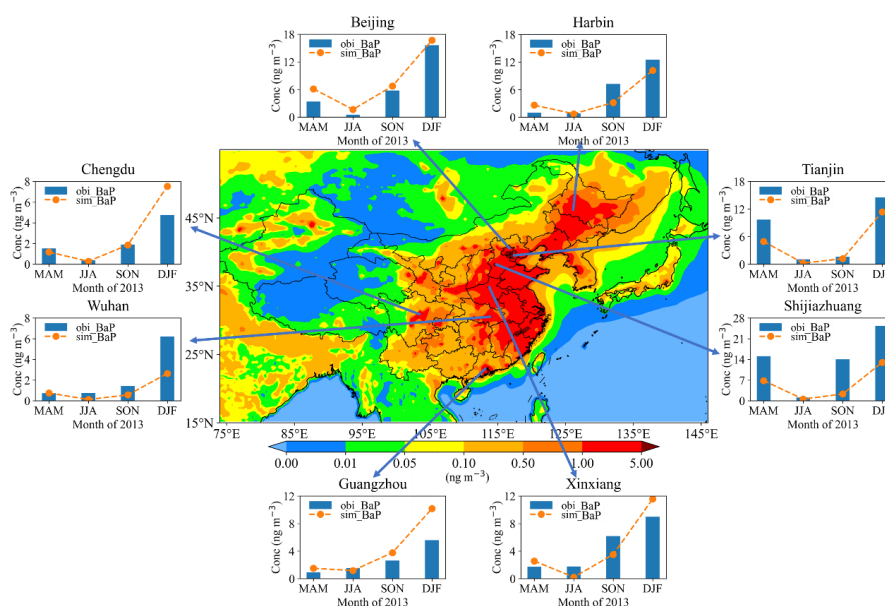 Beijing
18
12
6
0
Conc (ng m⁻³)
obi_BaP
sim_BaP
MAM JJA SON DJF
Month of 2013
Harbin
18
12
6
0
Conc (ng m⁻³)
obi_BaP
sim_BaP
MAM JJA SON DJF
Month of 2013
Chengdu
8
6
4
2
0
Conc (ng m⁻³)
obi_BaP
sim_BaP
MAM JJA SON DJF
Month of 2013
Tianjin
18
12
6
0
Conc (ng m⁻³)
obi_BaP
sim_BaP
MAM JJA SON DJF
Month of 2013
Wuhan
8
6
4
2
0
Conc (ng m⁻³)
obi_BaP
sim_BaP
MAM JJA SON DJF
Month of 2013
Shijiazhuang
28
21
14
7
0
Conc (ng m⁻³)
obi_BaP
sim_BaP
MAM JJA SON DJF
Month of 2013
45°N
35°N
25°N
15°N
75°E 85°E 95°E 105°E 115°E 125°E 135°E 145°E
0.00 0.01 0.05 0.10 0.50 1.00 5.00
(ng m⁻³)
Guangzhou
12
8
4
0
Conc (ng m⁻³)
obi_BaP
sim_BaP
MAM JJA SON DJF
Month of 2013
Xinxiang
12
8
4
0
Conc (ng m⁻³)
obi_BaP
sim_BaP
MAM JJA SON DJF
Month of 2013